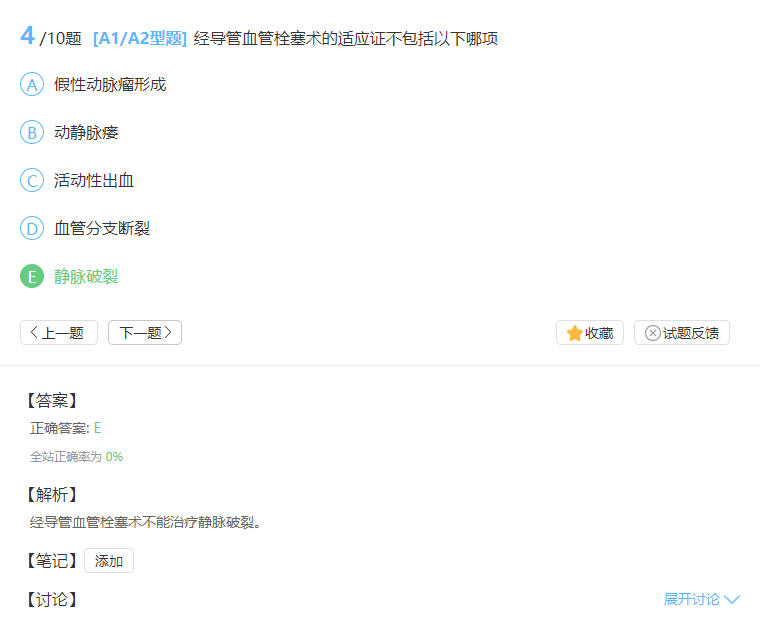 4 /10题 [A1/A2型题] 经导管血管栓塞术的适应证不包括以下哪项
A 假性动脉瘤形成
B 动静脉瘘
C 活动性出血
D 血管分支断裂
E 静脉破裂
上一题 下一题 收藏 试题反馈
【答案】
正确答案: E
全站正确率为 0%
【解析】
经导管血管栓塞术不能治疗静脉破裂。
【笔记】 添加
【讨论】 展开讨论